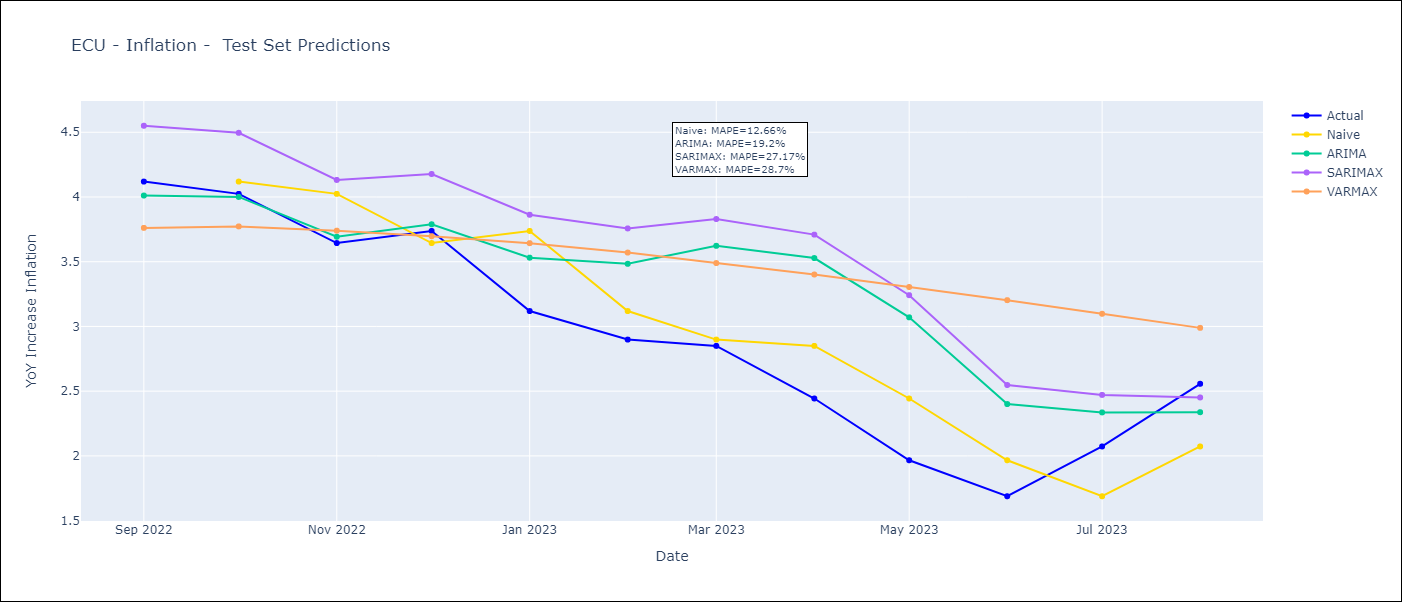 ECU - Inflation -  Test Set Predictions
Actual
Naive
ARIMA
SARIMAX
VARMAX
Naive: MAPE=12.66%
ARIMA: MAPE=19.2%
SARIMAX: MAPE=27.17%
VARMAX: MAPE=28.7%
YoY Increase Inflation
4.5
4
3.5
3
2.5
2
1.5
Sep 2022
Nov 2022
Jan 2023
Mar 2023
May 2023
Jul 2023
Date